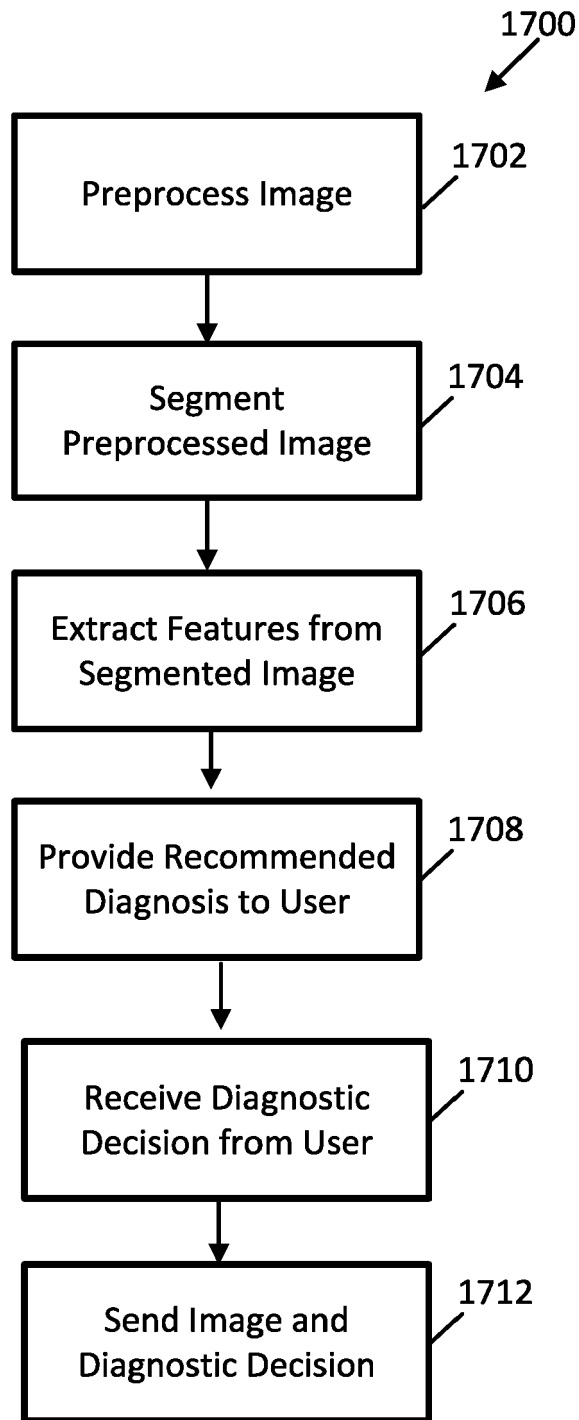 1700
Preprocess Image
1702
Segment
Preprocessed Image
1704
Extract Features from
Segmented Image
1706
Provide Recommended
Diagnosis to User
1708
Receive Diagnostic
Decision from User
1710
Send Image and
Diagnostic Decision
1712